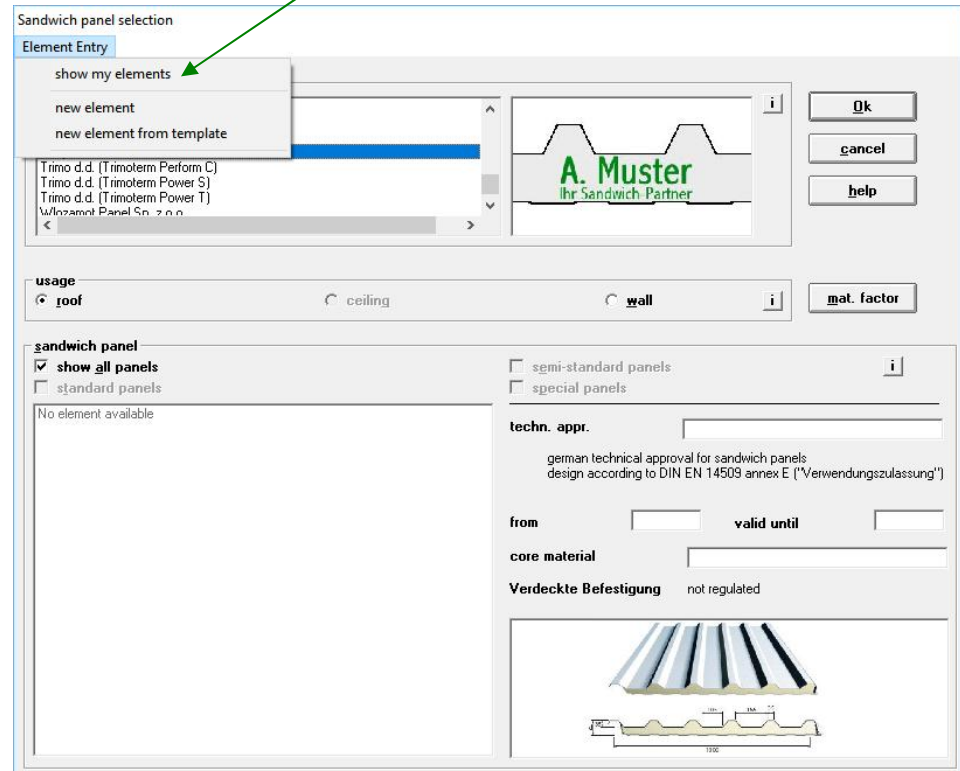 Sandwich panel selection
Element Entry
show my elements
new element
new element from template
Trimo d.d. (Trimoterm Perform C)
Trimo d.d. (Trimoterm Power S)
Trimo d.d. (Trimoterm Power T)
Wlozamot Panel Sp. z o.o.
A. Muster
Ihr Sandwich-Partner
i
Ok
cancel
help
usage
roof
ceiling
wall
i
mat. factor
sandwich panel
show all panels
semi-standard panels
i
standard panels
special panels
No element available
techn. appr.
german technical approval for sandwich panels
design according to DIN EN 14509 annex E ("Verwendungszulassung")
from
valid until
core material
Verdeckte Befestigung
not regulated